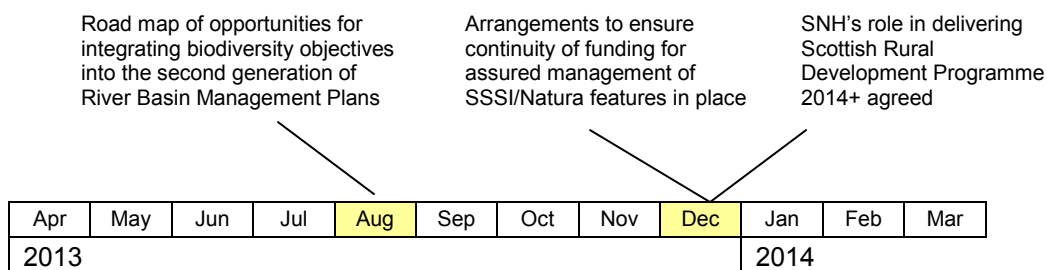 Road map of opportunities for
integrating biodiversity objectives
into the second generation of
River Basin Management Plans
Arrangements to ensure
continuity of funding for
assured management of
SSSI/Natura features in place
SNH’s role in delivering
Scottish Rural
Development Programme
2014+ agreed
Apr May Jun Jul Aug Sep Oct Nov Dec Jan Feb Mar
2013 2014